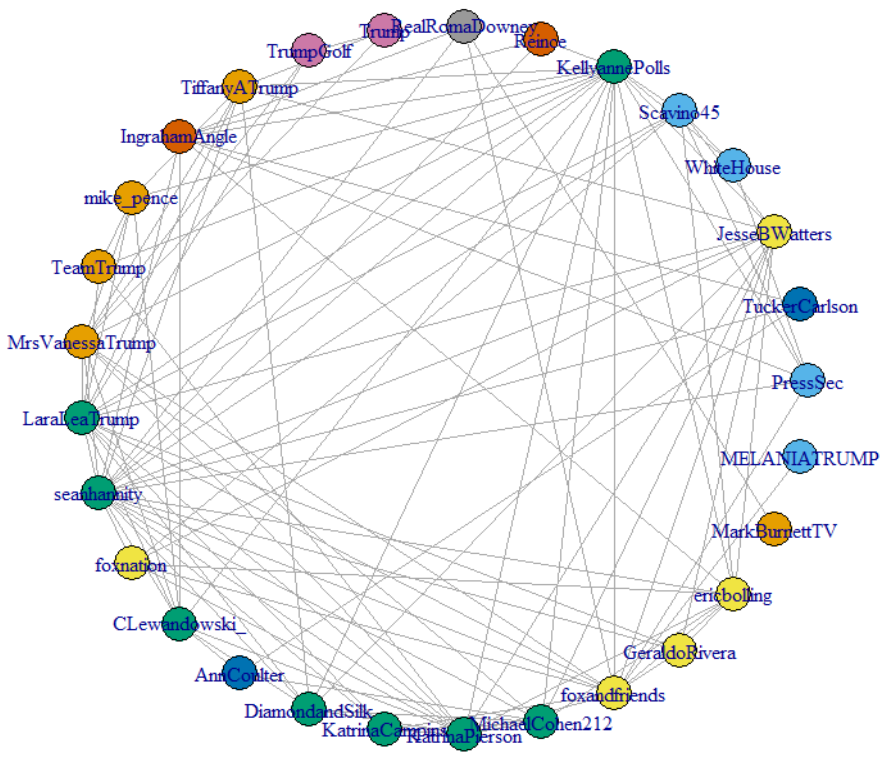 RealRomaDowney
Trump
Reince
TrumpGolf
KellyannePolls
TiffanyATrump
Scavino45
IngrahamAngle
WhiteHouse
mike_pence
JesseBWatters
TeamTrump
TuckerCarlson
MrsVanessaTrump
PressSec
LaraLeaTrump
MELANIATRUMP
seanhannity
MarkBurnettTV
foxnation
ericbolling
CLewandowski_
GeraldoRivera
AnnCoulter
foxandfriends
DiamondandSilk
MichaelCohen212
KatrinaCampins
KatrinaPierson